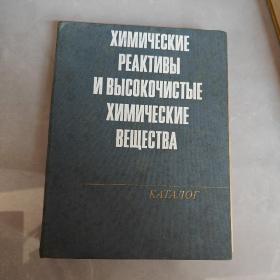 ХИМИЧЕСКИЕ
РЕАКТИВЫ
И ВЫСОКОЧИСТЫЕ
ХИМИЧЕСКИЕ
ВЕЩЕСТВА
КАТАЛОГ